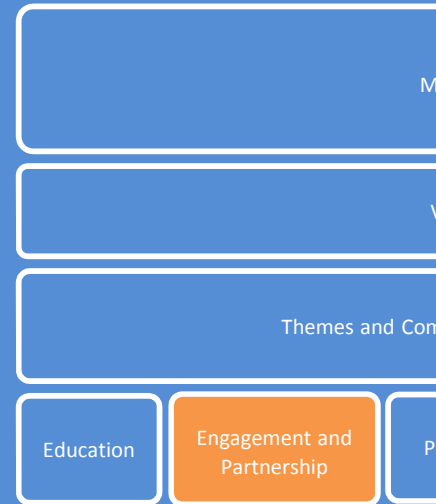 Themes and
Education
Engagement and
Partnership